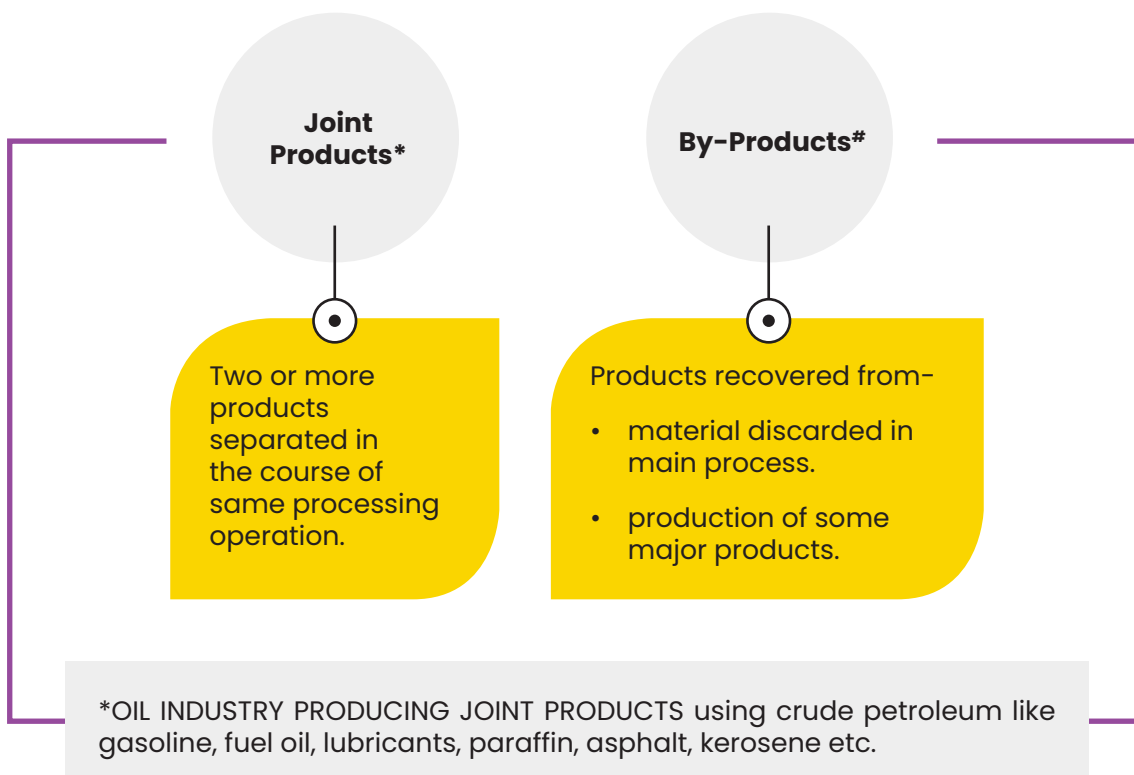 Joint
Products*
By-Products#
Two or more
products
separated in
the course of
same processing
operation.
Products recovered from-
• material discarded in
main process.
• production of some
major products.
*OIL INDUSTRY PRODUCING JOINT PRODUCTS using crude petroleum like
gasoline, fuel oil, lubricants, paraffin, asphalt, kerosene etc.